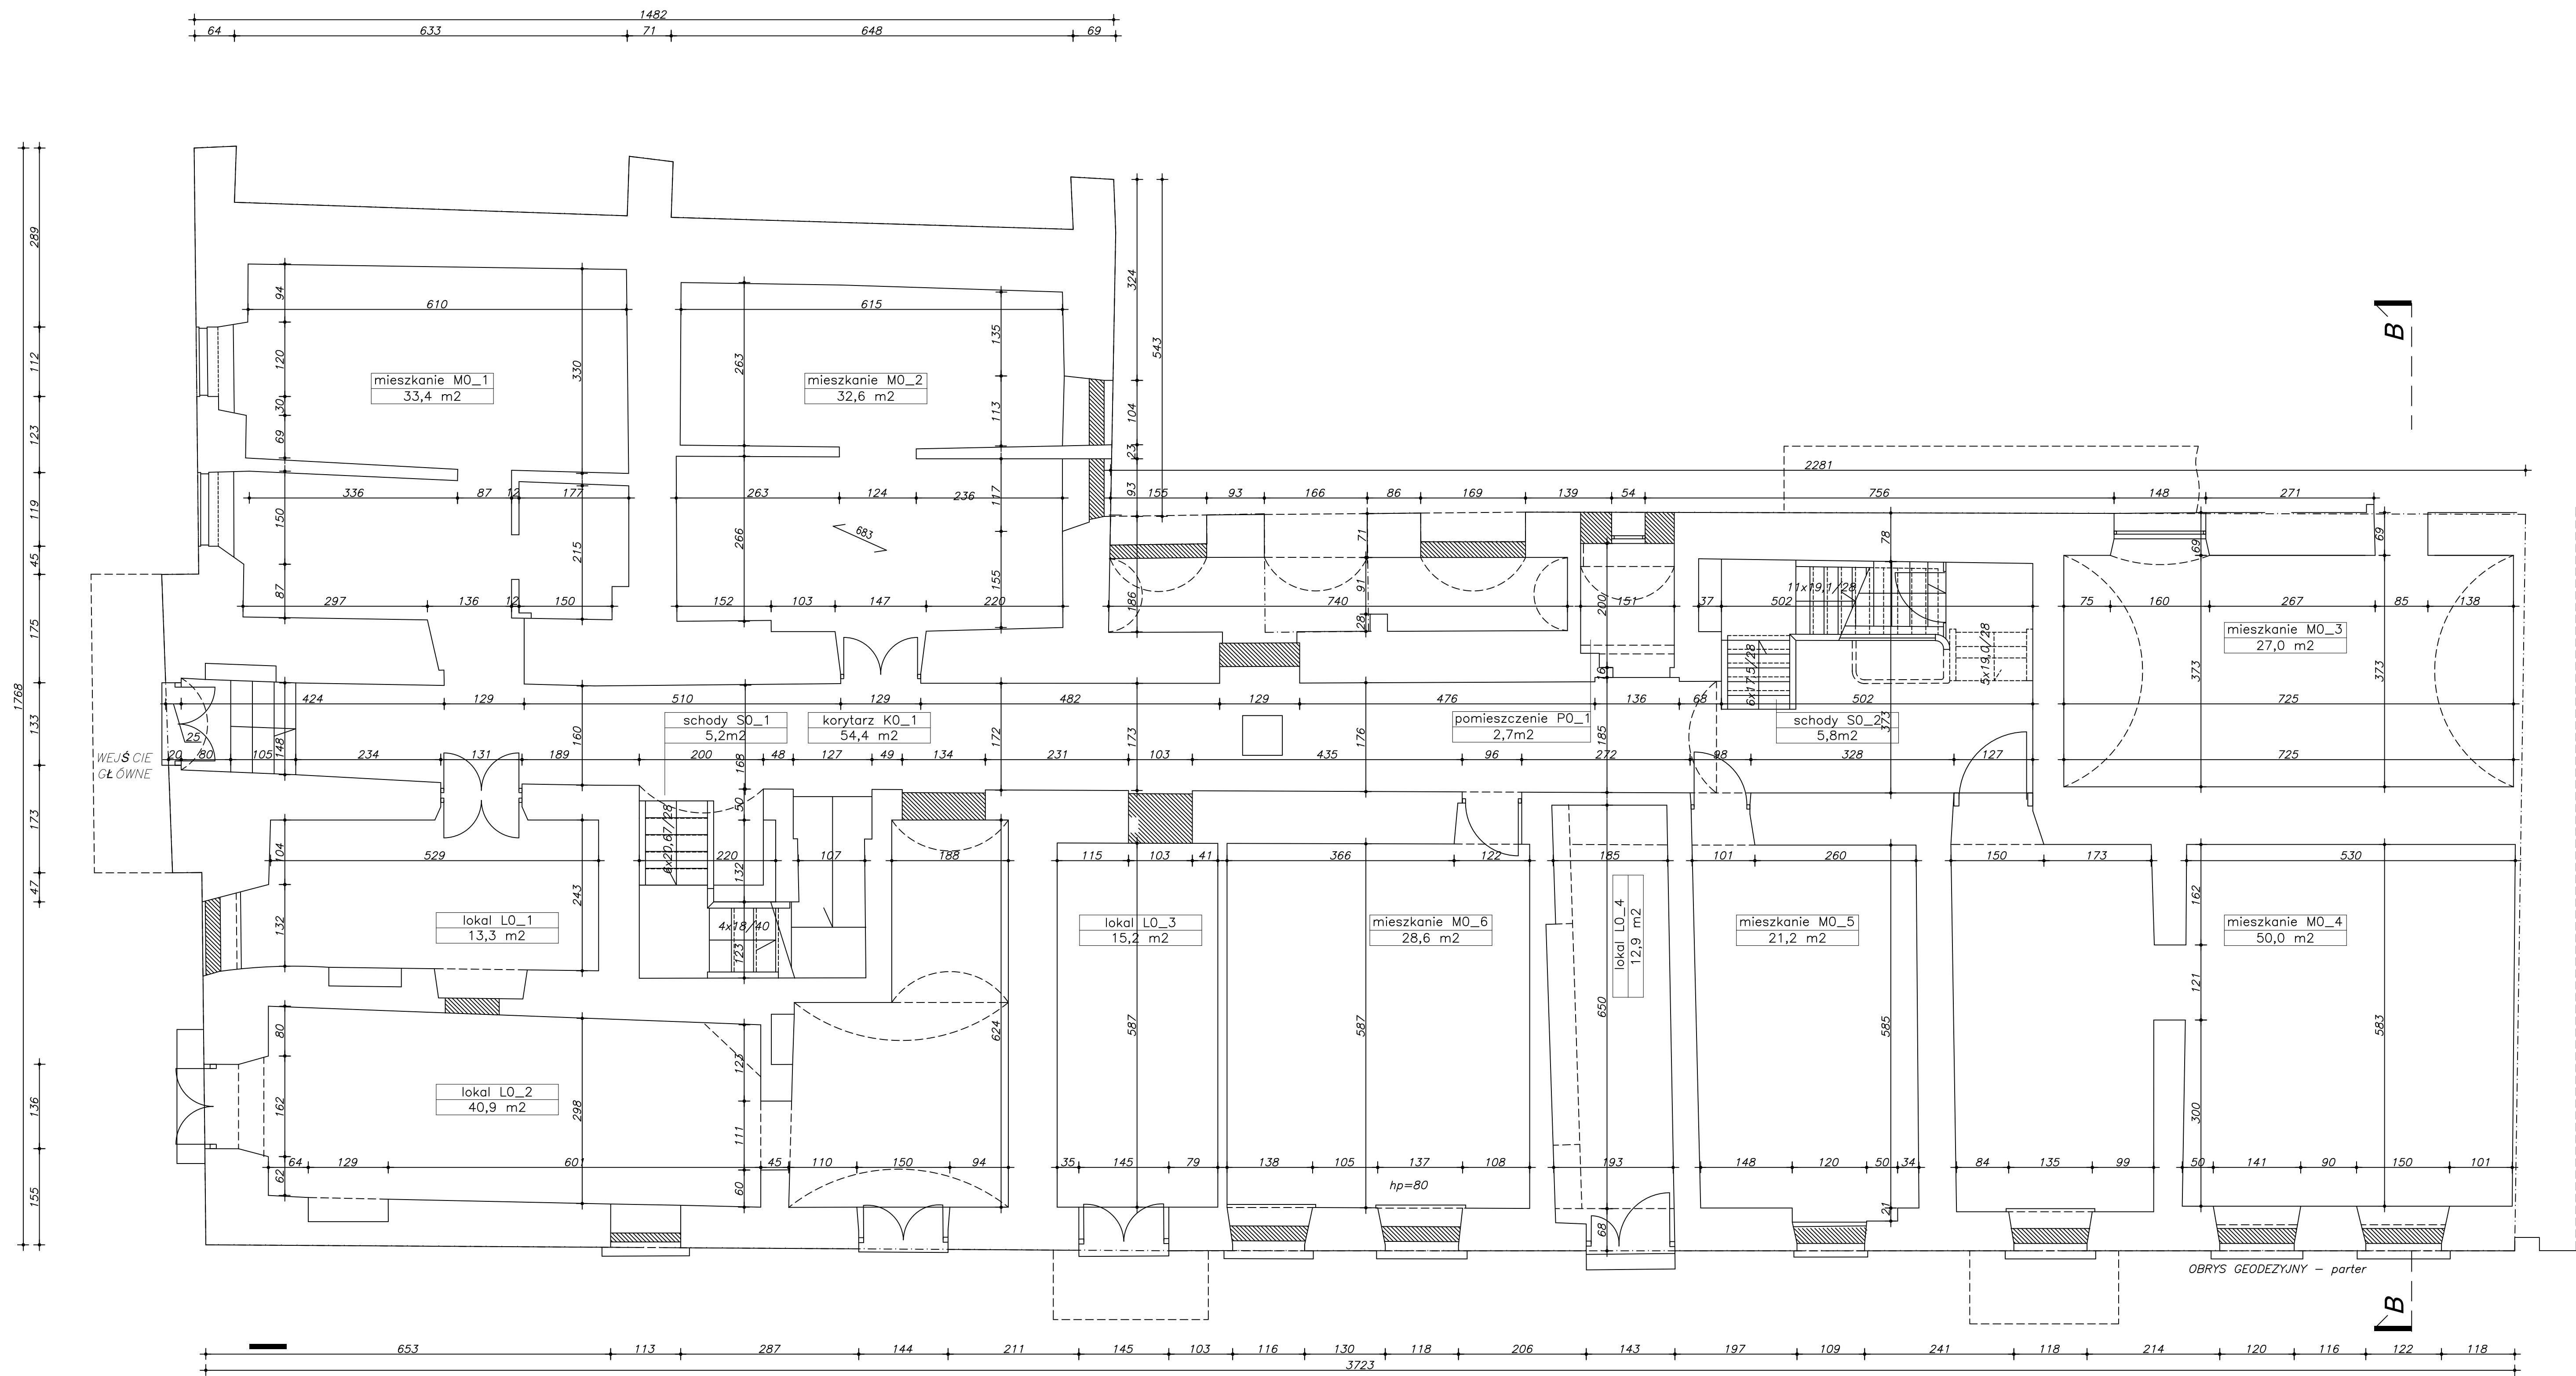 1482
64 633 71 648 69
1768
289 112 123 119 45 175 133 173 47 136 155
94 120 30 69 150 87
610
330
mieszkanie M0_1
33,4 m2
336 87 12 177
215
297 136 12 150
615
263
135
113
mieszkanie M0_2
32,6 m2
263 124 236
117
266
683
155
152 103 147 220
324
543
104
23
93
2281
155 93 166 86 169 139 54 756 148 271
71
91
28
186
740
200
151
16
78
37 502
11x19,1/28
6x17,5/28
5x19,0/28
69
69
75 160 267 85 138
mieszkanie M0_3
27,0 m2
373
373
725
725
B
424 129 510 129 482 129 476 136 68 502
schody S0_1
5,2m2
korytarz K0_1
54,4 m2
pomieszczenie P0_1
2,7m2
schody S0_2
5,8m2
373
WEJŚCIE
GŁÓWNE
25
20 80 105 234 131 189 200 48 127 49 134 231 103 435 96 272 98 328 127
148
160
168
172
173
176
185
50
104
529
243
132
lokal L0_1
13,3 m2
6x20,67/28
220
132
4x18/40
123
107
188
624
115 103 41
lokal L0_3
15,2 m2
587
366 122
mieszkanie M0_6
28,6 m2
587
185
lokal L0_4
12,9 m2
650
101 260
mieszkanie M0_5
21,2 m2
585
150 173
530
162
121
300
mieszkanie M0_4
50,0 m2
583
80
162
62
lokal L0_2
40,9 m2
298
123
111
60
64 129 601 45 110 150 94 35 145 79 138 105 137 108 193 148 120 50 34 84 135 99 50 141 90 150 101
hp=80
68
21
OBRYS GEODEZYJNY - parter
B
653 113 287 144 211 145 103 116 130 118 206 143 197 109 241 118 214 120 116 122 118
3723